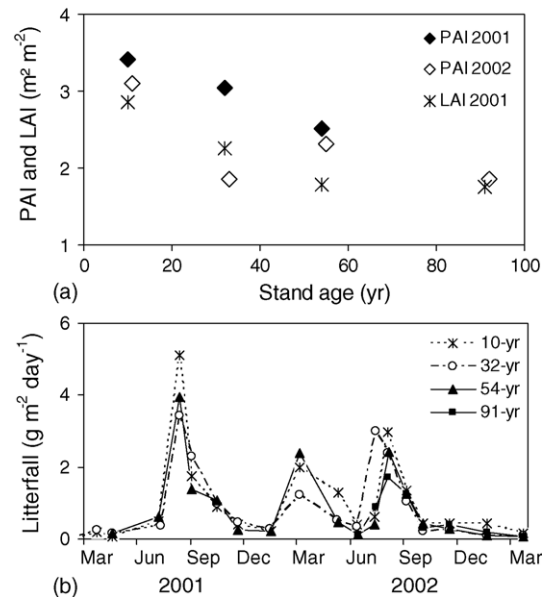 4
3
2
1
PAI and LAI (m² m⁻²)
◆ PAI 2001
◇ PAI 2002
LAI 2001
0 20 40 60 80 100
(a) Stand age (yr)
6
4
2
0
Litterfall (g m⁻² day⁻¹)
10-yr
32-yr
54-yr
91-yr
Mar Jun Sep Dec Mar Jun Sep Dec Mar
(b) 2001 2002